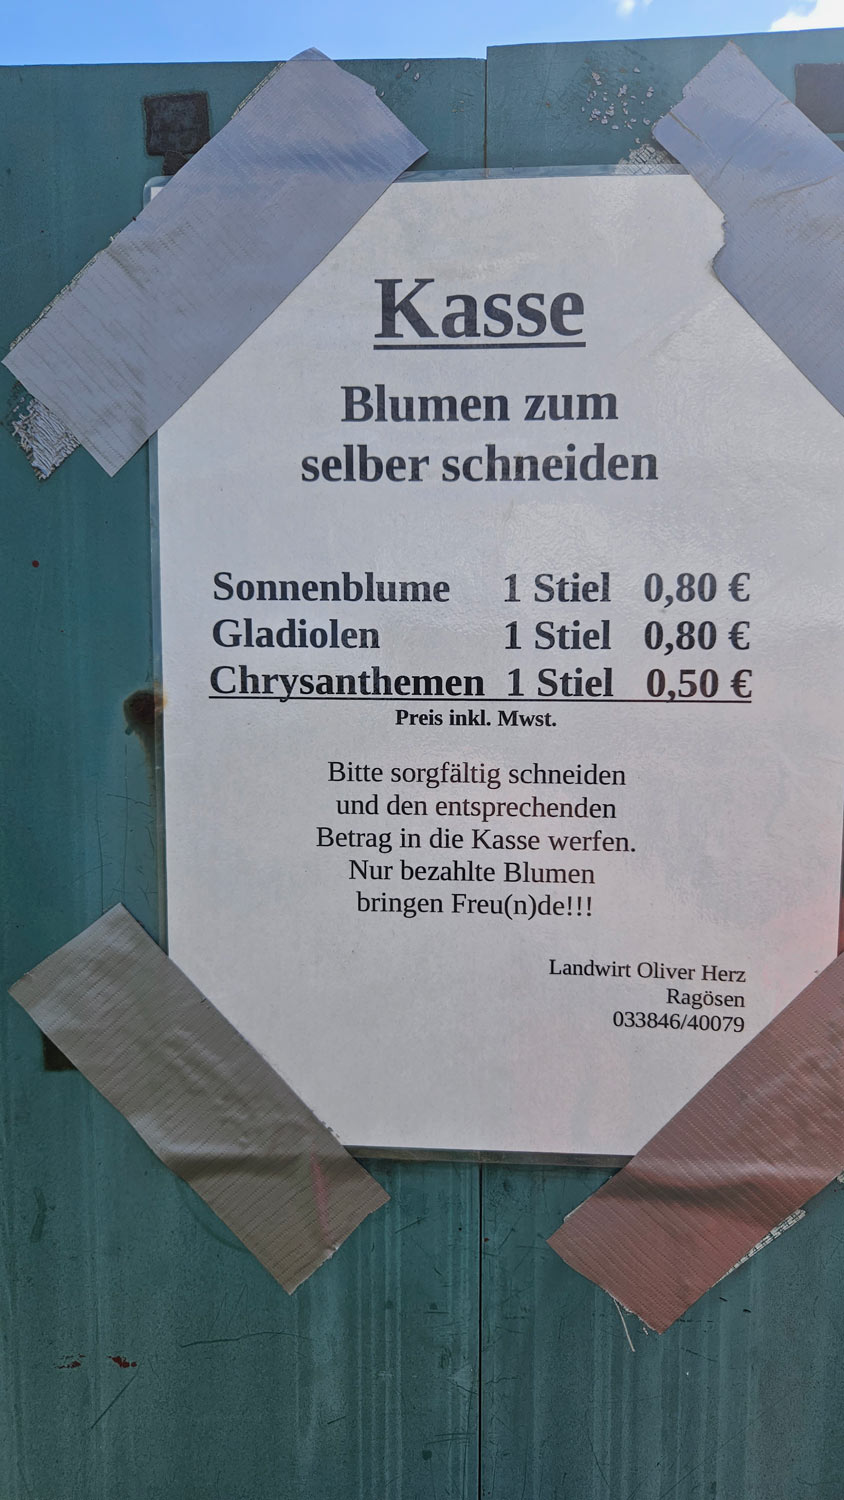 Kasse
Blumen zum
selber schneiden
Sonnenblume 1 Stiel 0,80 €
Gladiolen 1 Stiel 0,80 €
Chrysanthemen 1 Stiel 0,50 €
Preis inkl. Mwst.
Bitte sorgfältig schneiden
und den entsprechenden
Betrag in die Kasse werfen.
Nur bezahlte Blumen
bringen Freu(n)de!!!
Landwirt Oliver Herz
Ragösen
033846/40079